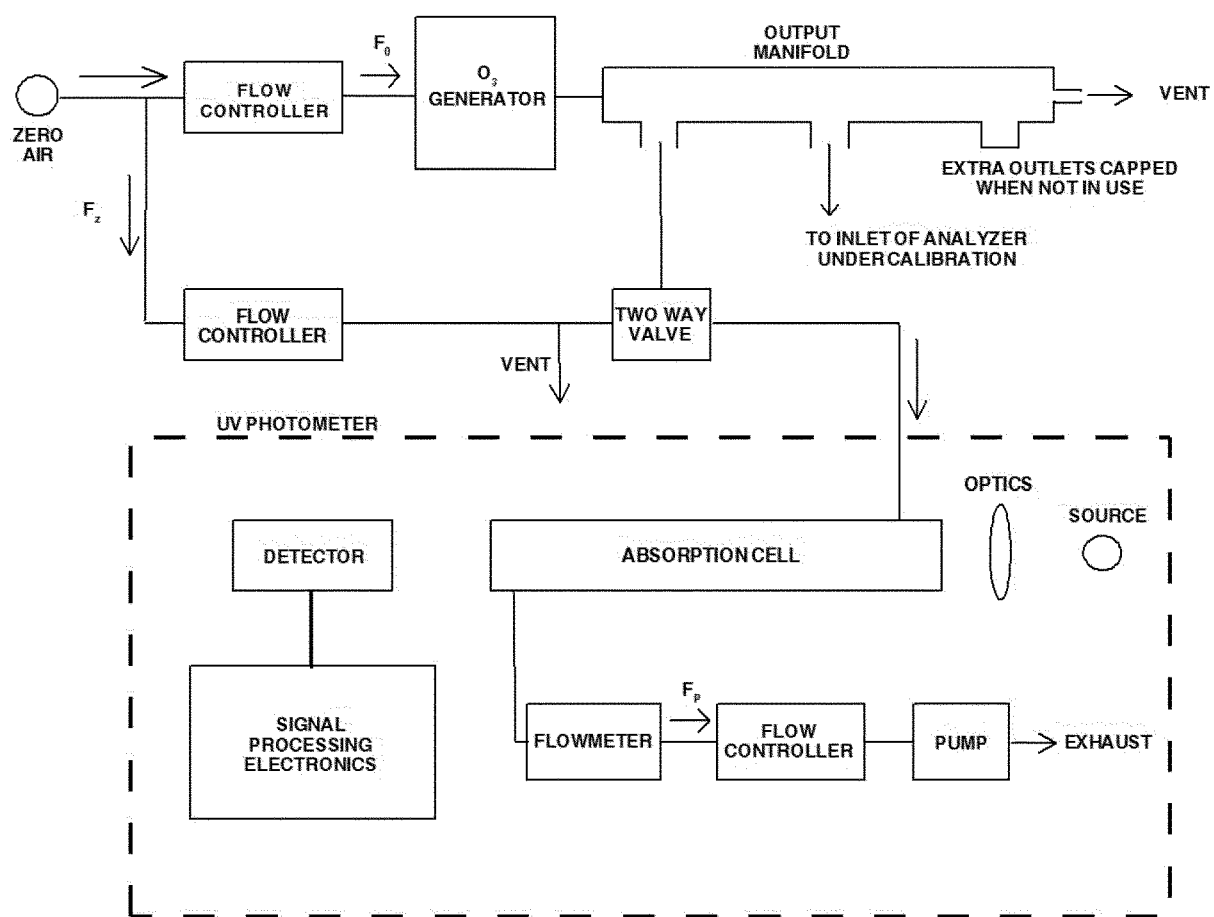 OUTPUT
MANIFOLD
F₀
O₃
GENERATOR
FLOW
CONTROLLER
VENT
ZERO
AIR
EXTRA OUTLETS CAPPED
WHEN NOT IN USE
F_z
TO INLET OF ANALYZER
UNDER CALIBRATION
FLOW
CONTROLLER
TWO WAY
VALVE
VENT
UV PHOTOMETER
OPTICS
SOURCE
DETECTOR
ABSORPTION CELL
F_p
SIGNAL
PROCESSING
ELECTRONICS
FLOWMETER
FLOW
CONTROLLER
PUMP
EXHAUST